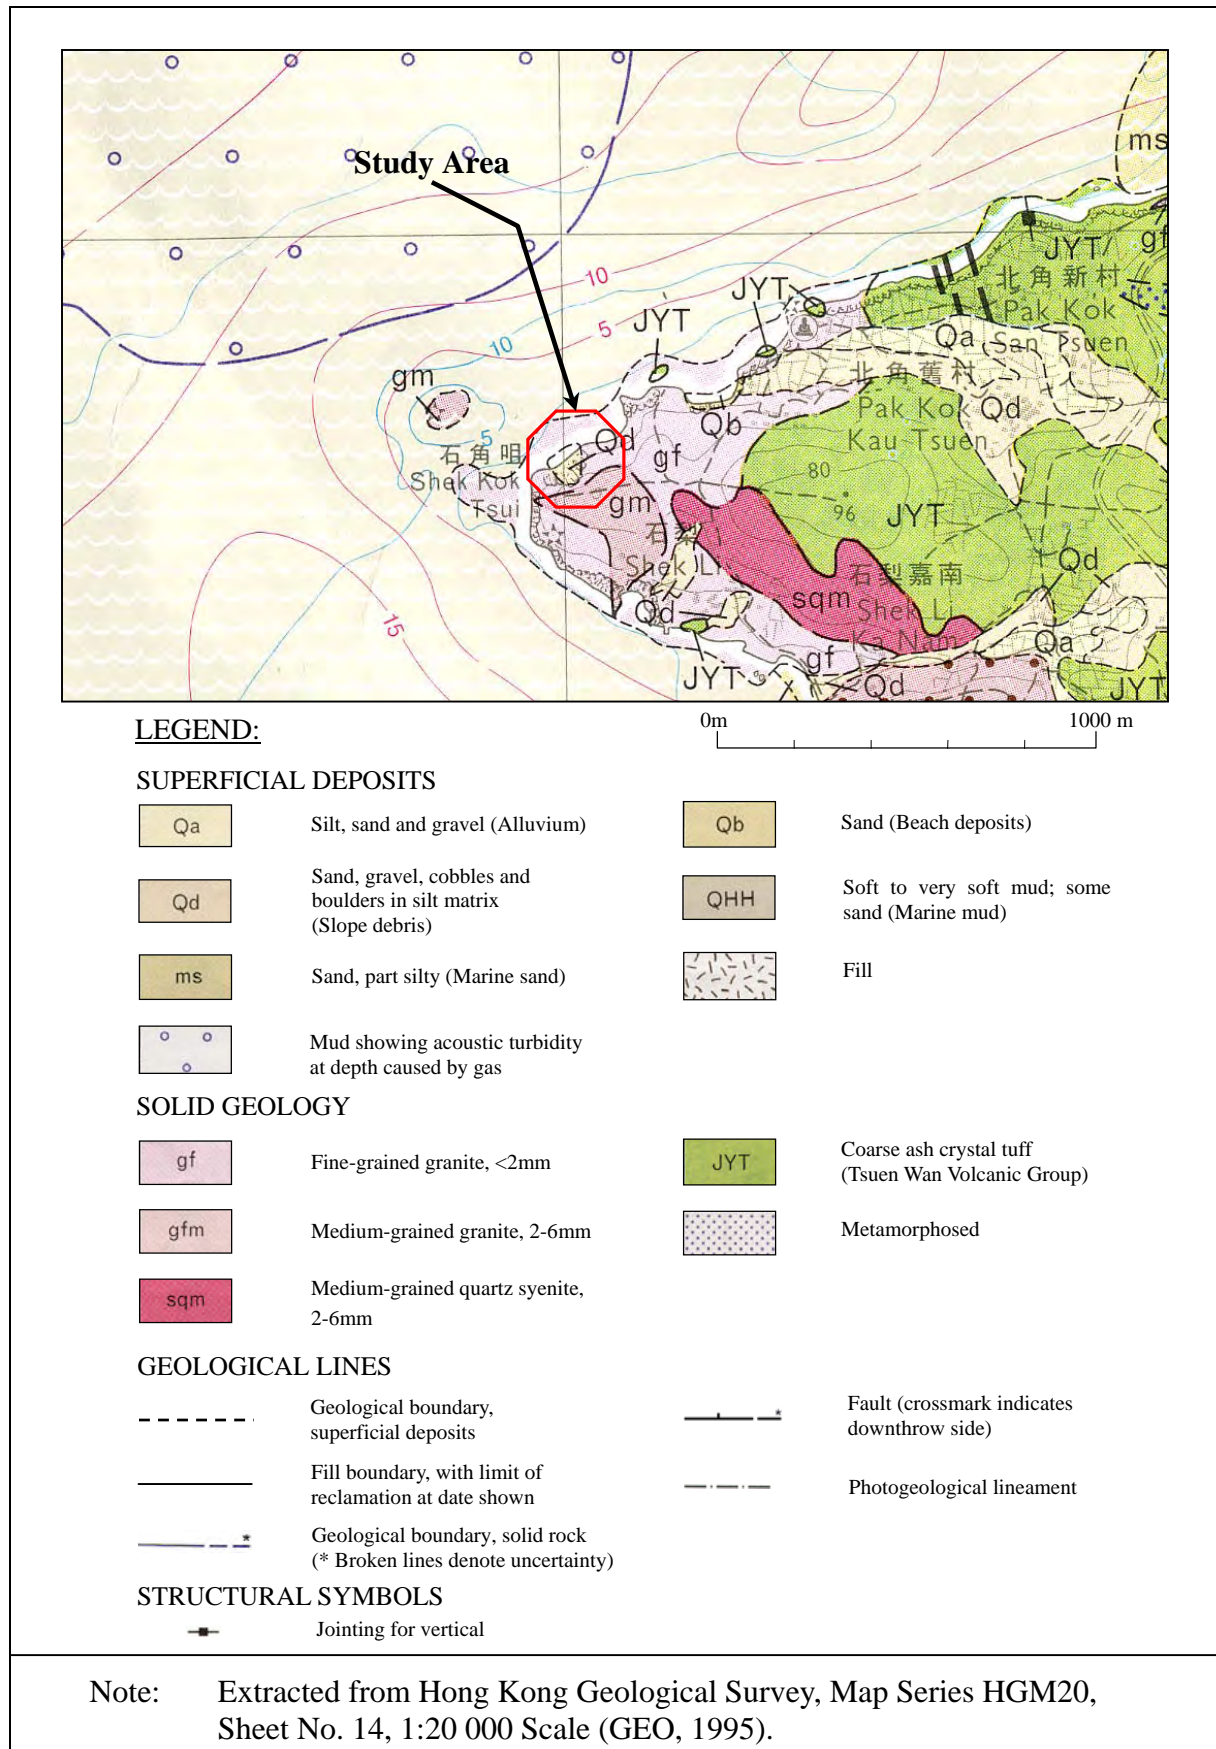 ms
Study Area
JYT
gf
北角新村
Pak Kok
San Tsuen
10
5
JYT
JYT
Qa
北角舊村
Pak Kok
Kau Tsuen
Qd
10
gm
5
石角咀
Shek Kok
Tsui
Qd
Qb
gf
gm
80
96
JYT
石梨
Shek Li
Qd
sqm
石梨嘉南
Shek Li
Ka Nam
Qd
Qa
15
JYT
gf
Qd
JYT
LEGEND:
0m 1000 m
SUPERFICIAL DEPOSITS
Qa Silt, sand and gravel (Alluvium)
Qb Sand (Beach deposits)
Qd Sand, gravel, cobbles and
boulders in silt matrix
(Slope debris)
QHH Soft to very soft mud; some
sand (Marine mud)
ms Sand, part silty (Marine sand)
Fill
Mud showing acoustic turbidity
at depth caused by gas
SOLID GEOLOGY
gf Fine-grained granite, <2mm
JYT Coarse ash crystal tuff
(Tsuen Wan Volcanic Group)
gfm Medium-grained granite, 2-6mm
Metamorphosed
sqm Medium-grained quartz syenite,
2-6mm
GEOLOGICAL LINES
Geological boundary,
superficial deposits
Fault (crossmark indicates
downthrow side)
Fill boundary, with limit of
reclamation at date shown
Photogeological lineament
Geological boundary, solid rock
(* Broken lines denote uncertainty)
STRUCTURAL SYMBOLS
Jointing for vertical
Note: Extracted from Hong Kong Geological Survey, Map Series HGM20,
Sheet No. 14, 1:20 000 Scale (GEO, 1995).